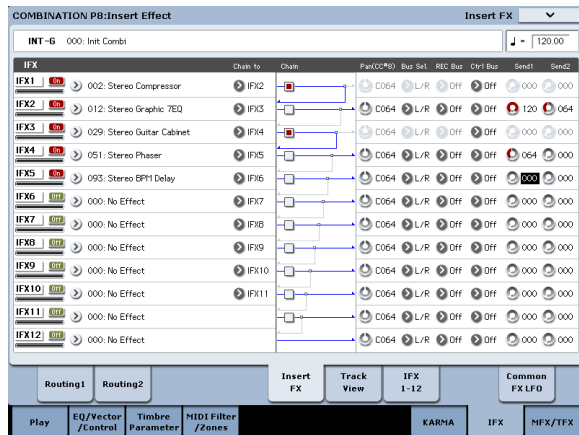 COMBINATION P8:Insert Effect Insert FX
INT-G 000: Init Combi ♩ = 120.00
IFX Chain to Chain Pan(CC#8) Bus Sel REC Bus Ctrl Bus Send1 Send2
IFX1 On 002: Stereo Compressor IFX2 C064 L/R Off Off 000 000
IFX2 On 012: Stereo Graphic 7EQ IFX3 C064 L/R Off Off 120 064
IFX3 On 029: Stereo Guitar Cabinet IFX4 C064 L/R Off Off 000 000
IFX4 On 051: Stereo Phaser IFX5 C064 L/R Off Off 064 000
IFX5 On 093: Stereo BPM Delay IFX6 C064 L/R Off Off 000 000
IFX6 Off 000: No Effect IFX7 C064 L/R Off Off 000 000
IFX7 Off 000: No Effect IFX8 C064 L/R Off Off 000 000
IFX8 Off 000: No Effect IFX9 C064 L/R Off Off 000 000
IFX9 Off 000: No Effect IFX10 C064 L/R Off Off 000 000
IFX10 Off 000: No Effect IFX11 C064 L/R Off Off 000 000
IFX11 Off 000: No Effect C064 L/R Off Off 000 000
IFX12 Off 000: No Effect C064 L/R Off Off 000 000
Routing1 Routing2 Insert FX Track View IFX 1-12 Common FX LFO
Play EQ/Vector /Control Timbre Parameter MIDI Filter /Zones KARMA IFX MFX/TFX